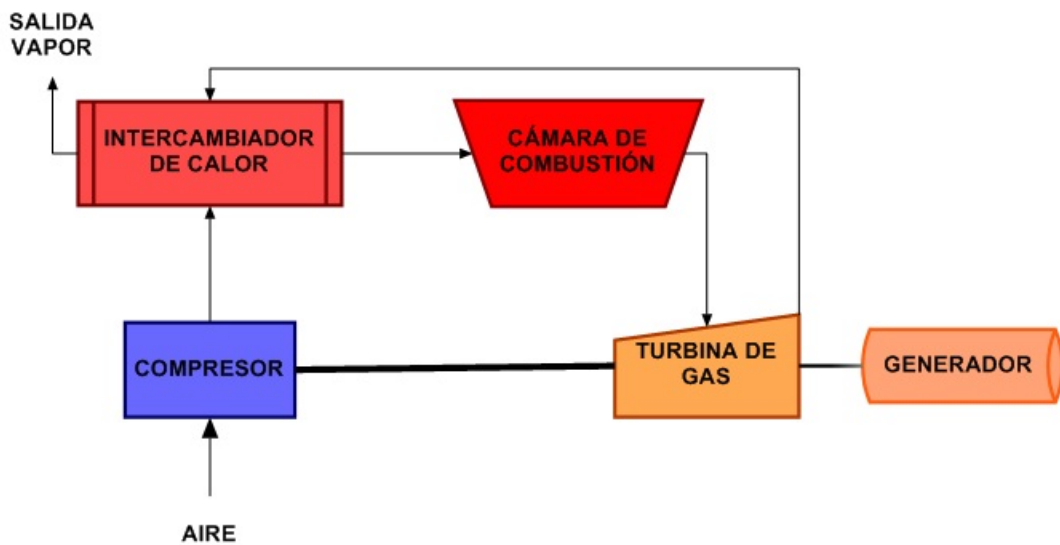 SALIDA
VAPOR
INTERCAMBIADOR
DE CALOR
CÁMARA DE
COMBUSTIÓN
COMPRESOR
TURBINA DE
GAS
GENERADOR
AIRE